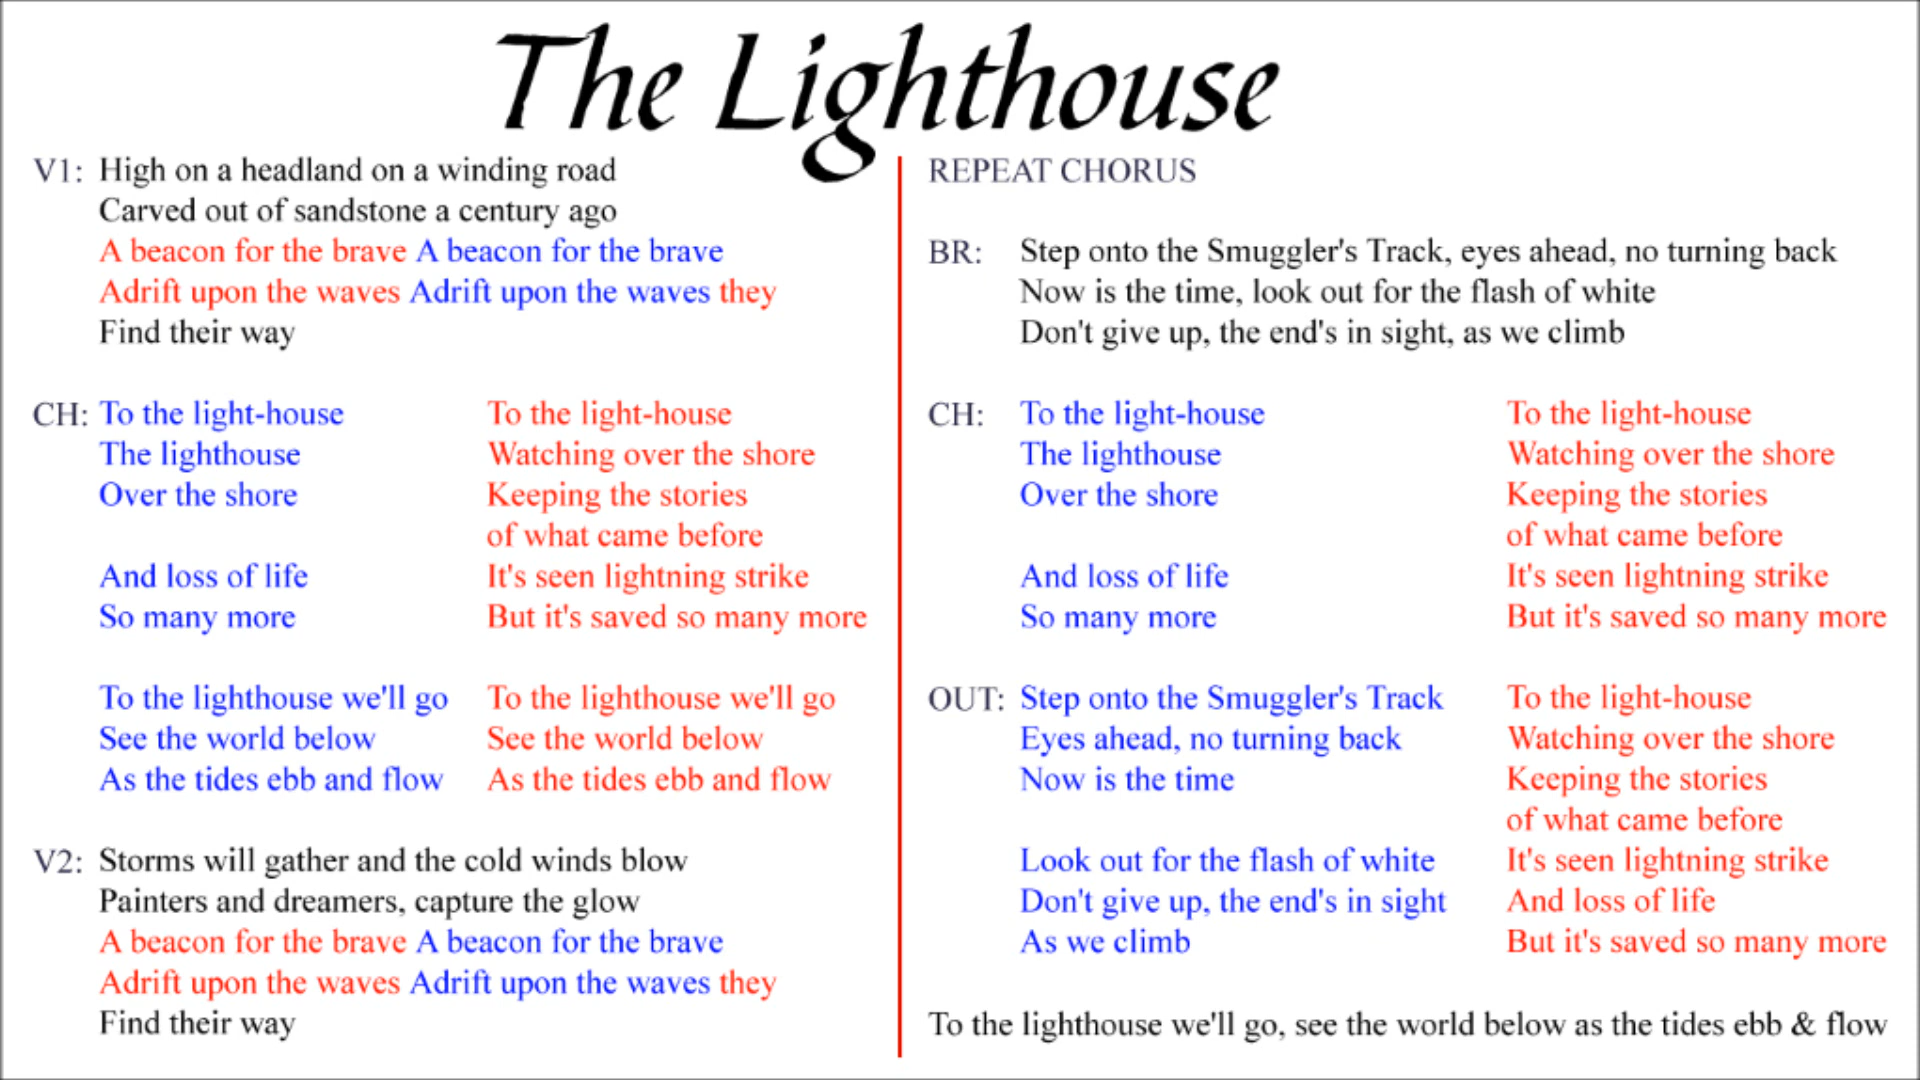 The Lighthouse
V1: High on a headland on a winding road
Carved out of sandstone a century ago
A beacon for the brave A beacon for the brave
Adrift upon the waves Adrift upon the waves they
Find their way
CH: To the light-house To the light-house
The lighthouse Watching over the shore
Over the shore Keeping the stories
of what came before
And loss of life It's seen lightning strike
So many more But it's saved so many more
To the lighthouse we'll go To the lighthouse we'll go
See the world below See the world below
As the tides ebb and flow As the tides ebb and flow
V2: Storms will gather and the cold winds blow
Painters and dreamers, capture the glow
A beacon for the brave A beacon for the brave
Adrift upon the waves Adrift upon the waves they
Find their way
REPEAT CHORUS
BR: Step onto the Smuggler's Track, eyes ahead, no turning back
Now is the time, look out for the flash of white
Don't give up, the end's in sight, as we climb
CH: To the light-house To the light-house
The lighthouse Watching over the shore
Over the shore Keeping the stories
of what came before
And loss of life It's seen lightning strike
So many more But it's saved so many more
OUT: Step onto the Smuggler's Track To the light-house
Eyes ahead, no turning back Watching over the shore
Now is the time Keeping the stories
of what came before
Look out for the flash of white It's seen lightning strike
Don't give up, the end's in sight And loss of life
As we climb But it's saved so many more
To the lighthouse we'll go, see the world below as the tides ebb & flow